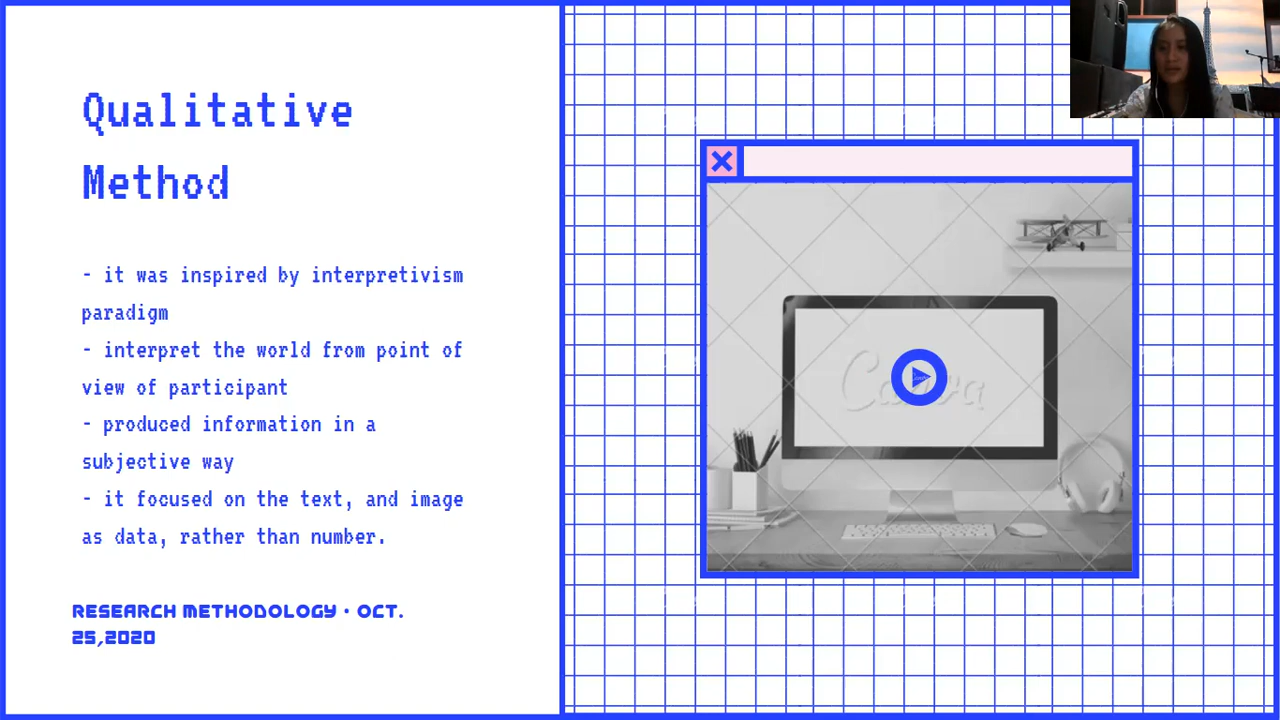 Qualitative
Method
- it was inspired by interpretivism
paradigm
- interpret the world from point of
view of participant
- produced information in a
subjective way
- it focused on the text, and image
as data, rather than number.
RESEARCH METHODOLOGY • OCT.
25,2020
Canva